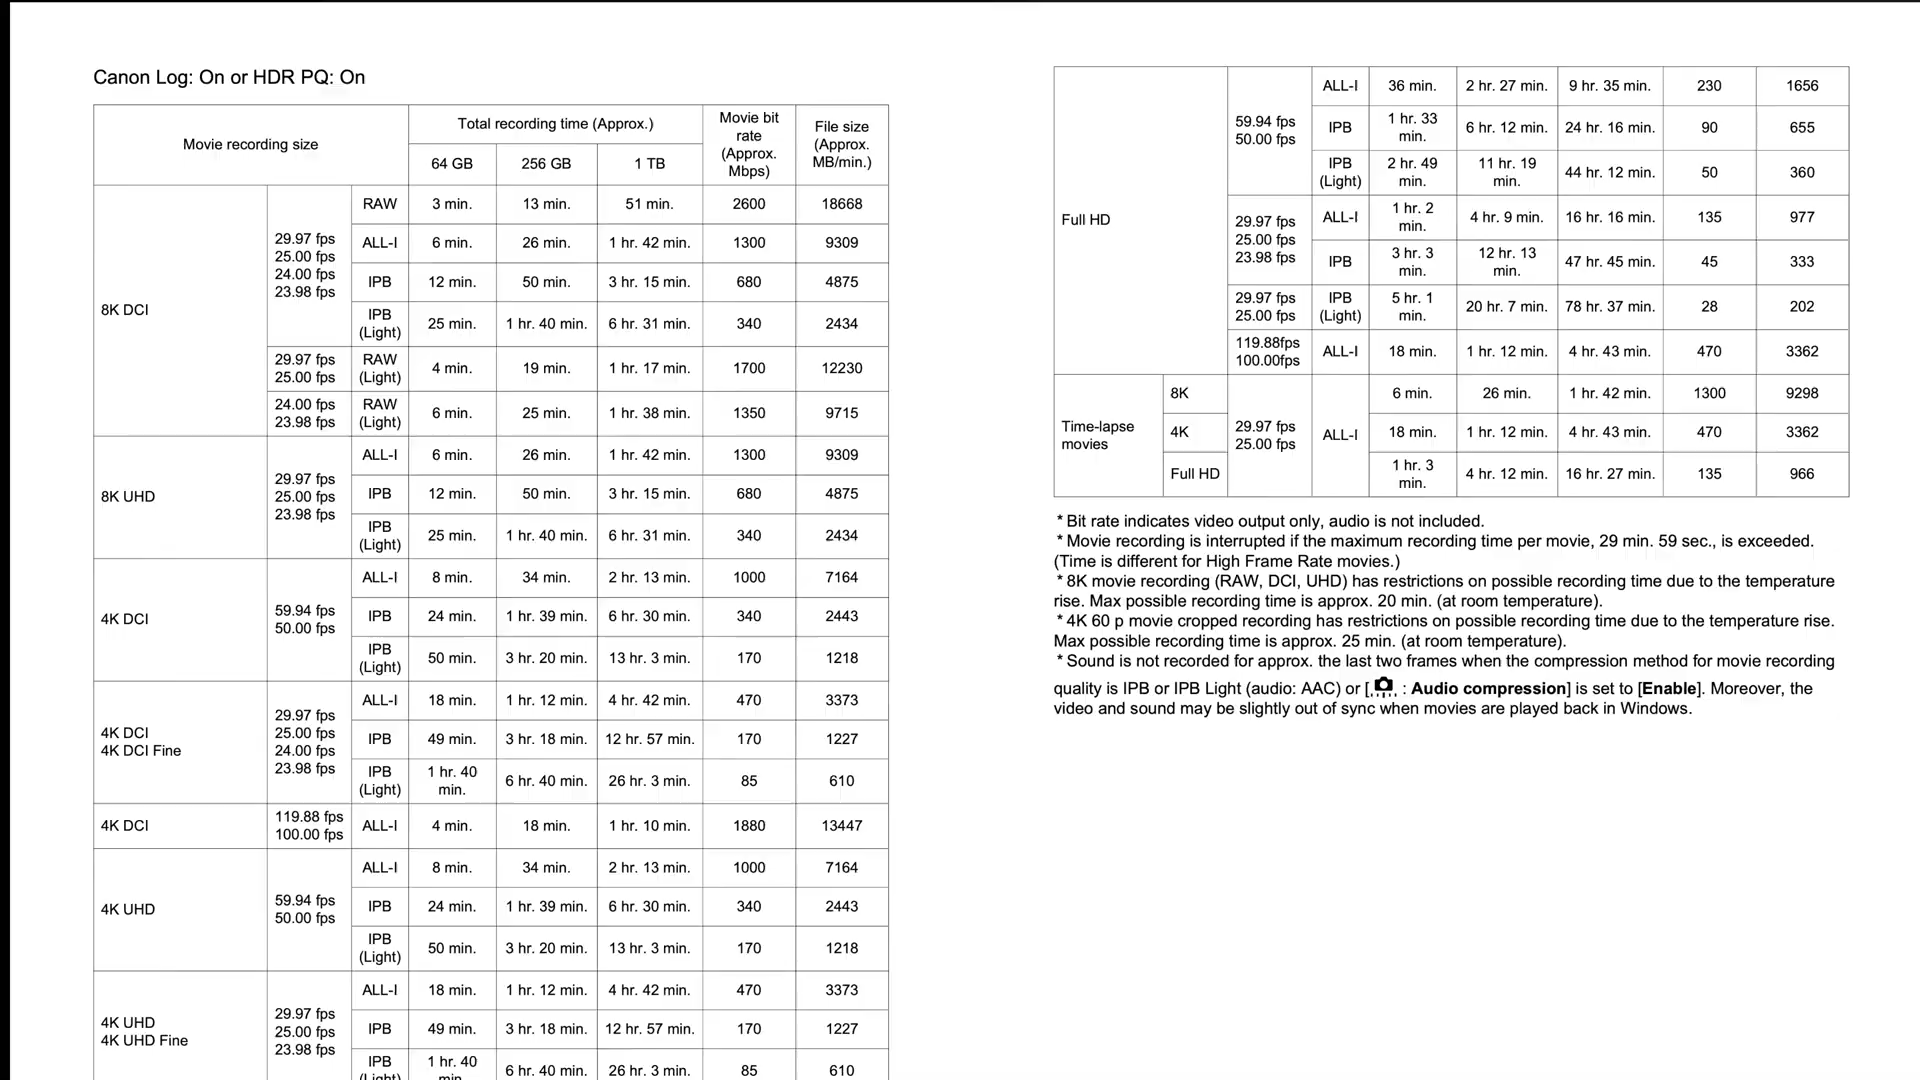 Canon Log: On or HDR PQ: On
Movie recording size
Total recording time (Approx.)
64 GB
256 GB
1 TB
Movie bit
rate
(Approx.
Mbps)
File size
(Approx.
MB/min.)
8K DCI
29.97 fps
25.00 fps
24.00 fps
23.98 fps
RAW 3 min. 13 min. 51 min. 2600 18668
ALL-I 6 min. 26 min. 1 hr. 42 min. 1300 9309
IPB 12 min. 50 min. 3 hr. 15 min. 680 4875
IPB
(Light) 25 min. 1 hr. 40 min. 6 hr. 31 min. 340 2434
29.97 fps
25.00 fps
RAW
(Light) 4 min. 19 min. 1 hr. 17 min. 1700 12230
24.00 fps
23.98 fps
RAW
(Light) 6 min. 25 min. 1 hr. 38 min. 1350 9715
8K UHD
29.97 fps
25.00 fps
23.98 fps
ALL-I 6 min. 26 min. 1 hr. 42 min. 1300 9309
IPB 12 min. 50 min. 3 hr. 15 min. 680 4875
IPB
(Light) 25 min. 1 hr. 40 min. 6 hr. 31 min. 340 2434
4K DCI
59.94 fps
50.00 fps
ALL-I 8 min. 34 min. 2 hr. 13 min. 1000 7164
IPB 24 min. 1 hr. 39 min. 6 hr. 30 min. 340 2443
IPB
(Light) 50 min. 3 hr. 20 min. 13 hr. 3 min. 170 1218
4K DCI
4K DCI Fine
29.97 fps
25.00 fps
24.00 fps
23.98 fps
ALL-I 18 min. 1 hr. 12 min. 4 hr. 42 min. 470 3373
IPB 49 min. 3 hr. 18 min. 12 hr. 57 min. 170 1227
IPB
(Light) 1 hr. 40
min. 6 hr. 40 min. 26 hr. 3 min. 85 610
4K DCI
119.88 fps
100.00 fps
ALL-I 4 min. 18 min. 1 hr. 10 min. 1880 13447
4K UHD
59.94 fps
50.00 fps
ALL-I 8 min. 34 min. 2 hr. 13 min. 1000 7164
IPB 24 min. 1 hr. 39 min. 6 hr. 30 min. 340 2443
IPB
(Light) 50 min. 3 hr. 20 min. 13 hr. 3 min. 170 1218
4K UHD
4K UHD Fine
29.97 fps
25.00 fps
23.98 fps
ALL-I 18 min. 1 hr. 12 min. 4 hr. 42 min. 470 3373
IPB 49 min. 3 hr. 18 min. 12 hr. 57 min. 170 1227
IPB
(Light) 1 hr. 40
min. 6 hr. 40 min. 26 hr. 3 min. 85 610
Full HD
59.94 fps
50.00 fps
ALL-I 36 min. 2 hr. 27 min. 9 hr. 35 min. 230 1656
IPB 1 hr. 33
min. 6 hr. 12 min. 24 hr. 16 min. 90 655
IPB
(Light) 2 hr. 49
min. 11 hr. 19
min. 44 hr. 12 min. 50 360
29.97 fps
25.00 fps
23.98 fps
ALL-I 1 hr. 2
min. 4 hr. 9 min. 16 hr. 16 min. 135 977
IPB 3 hr. 3
min. 12 hr. 13
min. 47 hr. 45 min. 45 333
29.97 fps
25.00 fps
IPB
(Light) 5 hr. 1
min. 20 hr. 7 min. 78 hr. 37 min. 28 202
119.88fps
100.00fps
ALL-I 18 min. 1 hr. 12 min. 4 hr. 43 min. 470 3362
Time-lapse
movies
29.97 fps
25.00 fps
ALL-I
8K 6 min. 26 min. 1 hr. 42 min. 1300 9298
4K 18 min. 1 hr. 12 min. 4 hr. 43 min. 470 3362
Full HD 1 hr. 3
min. 4 hr. 12 min. 16 hr. 27 min. 135 966
* Bit rate indicates video output only, audio is not included.
* Movie recording is interrupted if the maximum recording time per movie, 29 min. 59 sec., is exceeded.
(Time is different for High Frame Rate movies.)
* 8K movie recording (RAW, DCI, UHD) has restrictions on possible recording time due to the temperature
rise. Max possible recording time is approx. 20 min. (at room temperature).
* 4K 60 p movie cropped recording has restrictions on possible recording time due to the temperature rise.
Max possible recording time is approx. 25 min. (at room temperature).
* Sound is not recorded for approx. the last two frames when the compression method for movie recording
quality is IPB or IPB Light (audio: AAC) or [ : Audio compression] is set to [Enable]. Moreover, the
video and sound may be slightly out of sync when movies are played back in Windows.